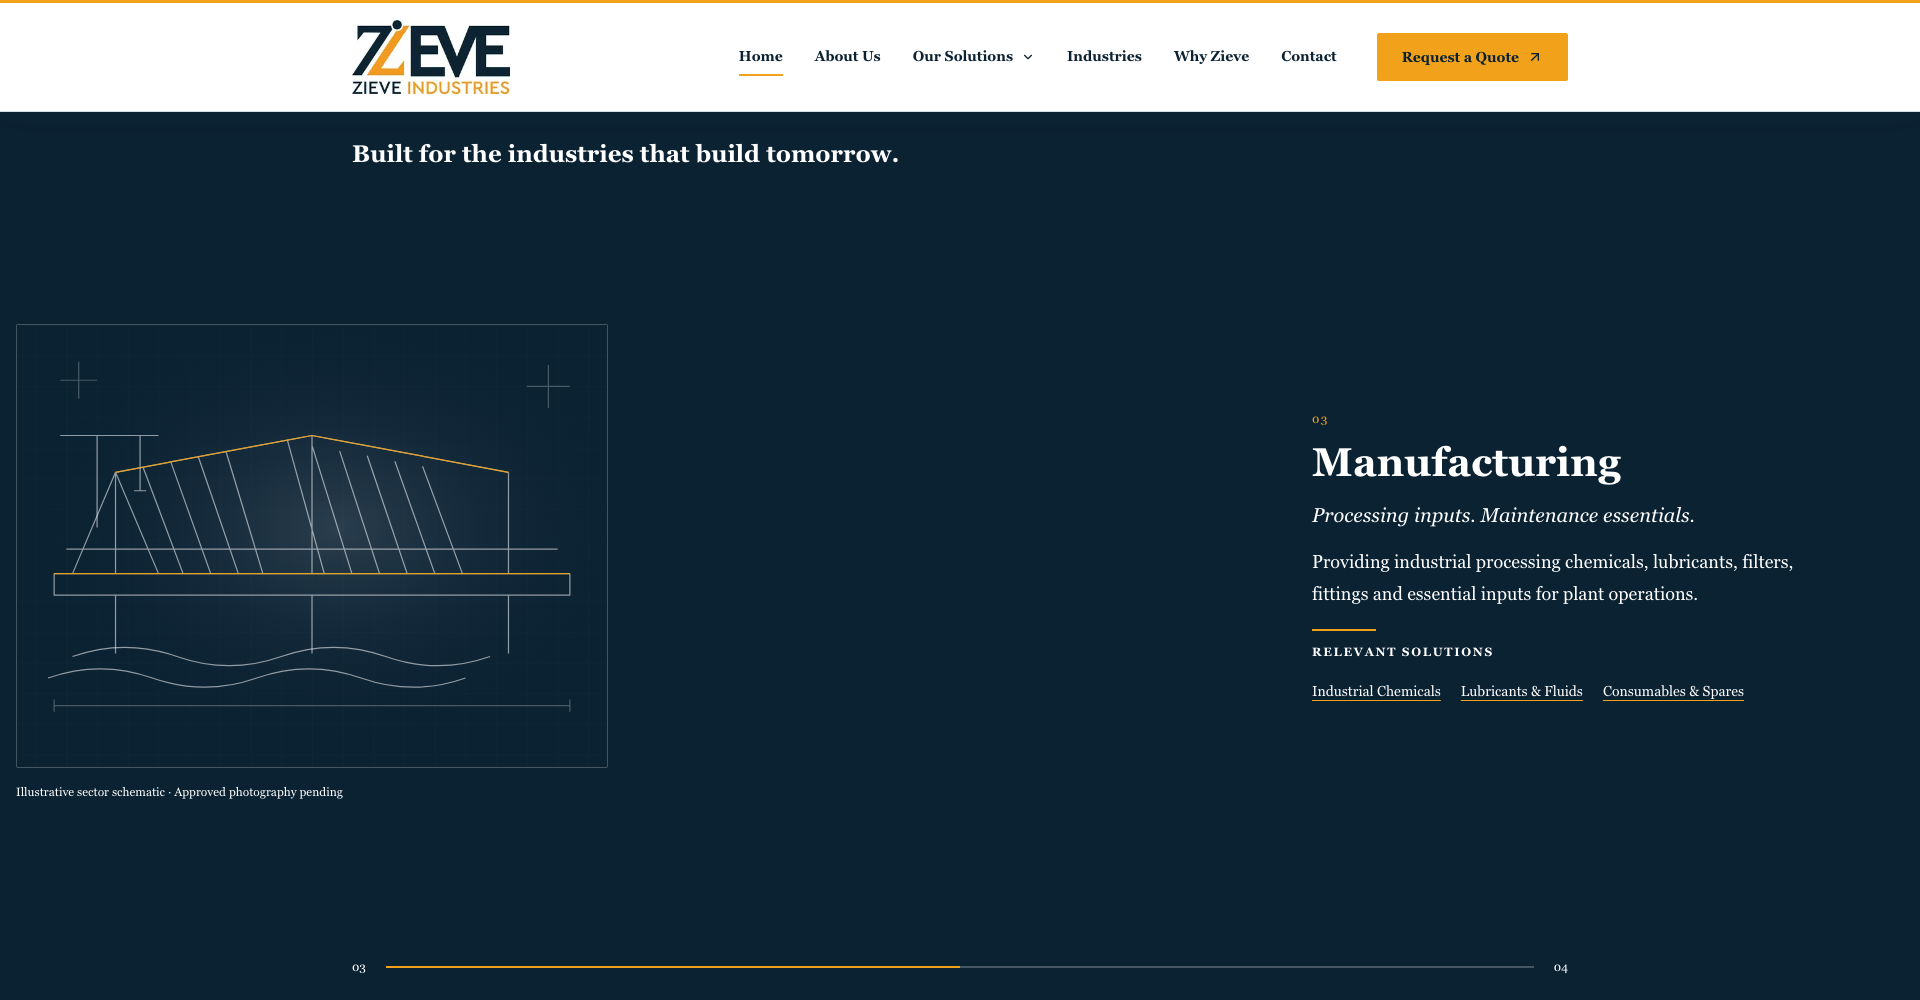 ZiEVE
ZIEVE INDUSTRIES
Home
About Us
Our Solutions
Industries
Why Zieve
Contact
Request a Quote
Built for the industries that build tomorrow.
Illustrative sector schematic · Approved photography pending
03
Manufacturing
Processing inputs. Maintenance essentials.
Providing industrial processing chemicals, lubricants, filters,
fittings and essential inputs for plant operations.
RELEVANT SOLUTIONS
Industrial Chemicals
Lubricants & Fluids
Consumables & Spares
03
04